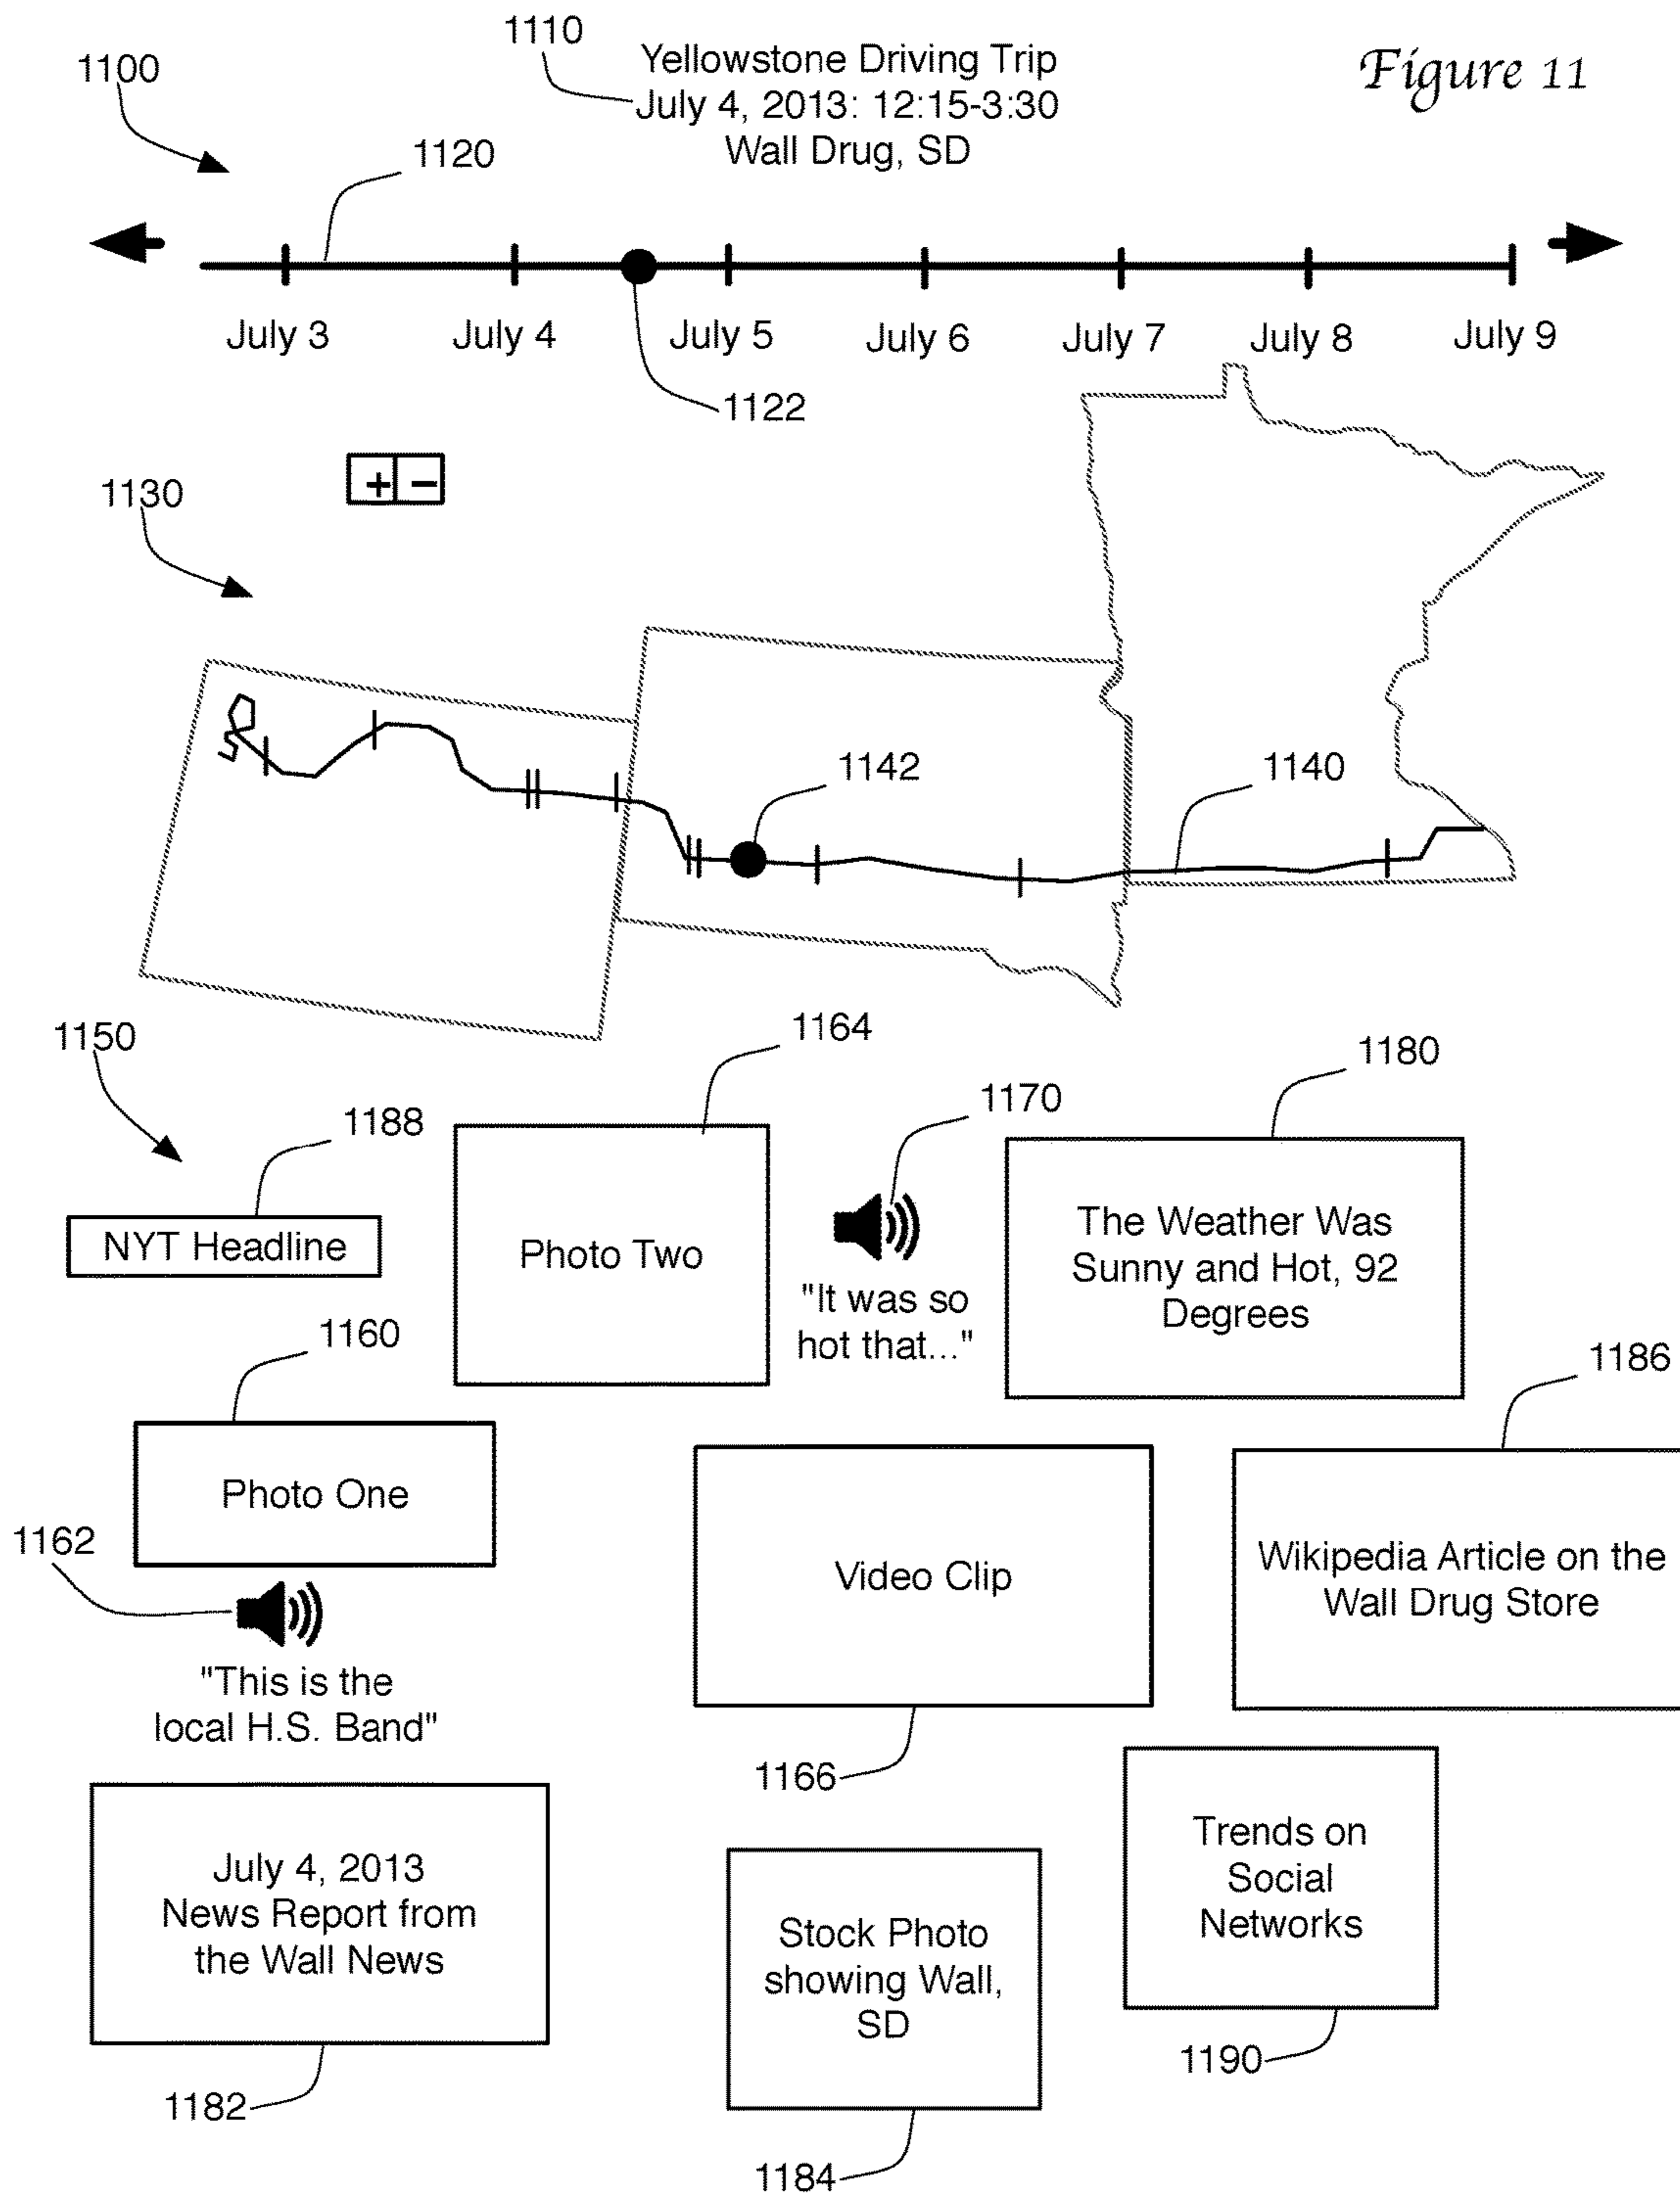 1110
Yellowstone Driving Trip
Figure 11
1100
July 4, 2013: 12:15-3:30
Wall Drug, SD
1120
July 3
July 4
July 5
July 6
July 7
July 8
July 9
1122
+ −
1130
1142
1140
1150
1164
1180
1188
1170
NYT Headline
Photo Two
"It was so
hot that..."
The Weather Was
Sunny and Hot, 92
Degrees
1160
1186
Photo One
1162
Video Clip
Wikipedia Article on the
Wall Drug Store
"This is the
local H.S. Band"
1166
July 4, 2013
News Report from
the Wall News
Trends on
Social
Networks
Stock Photo
showing Wall,
SD
1190
1182
1184